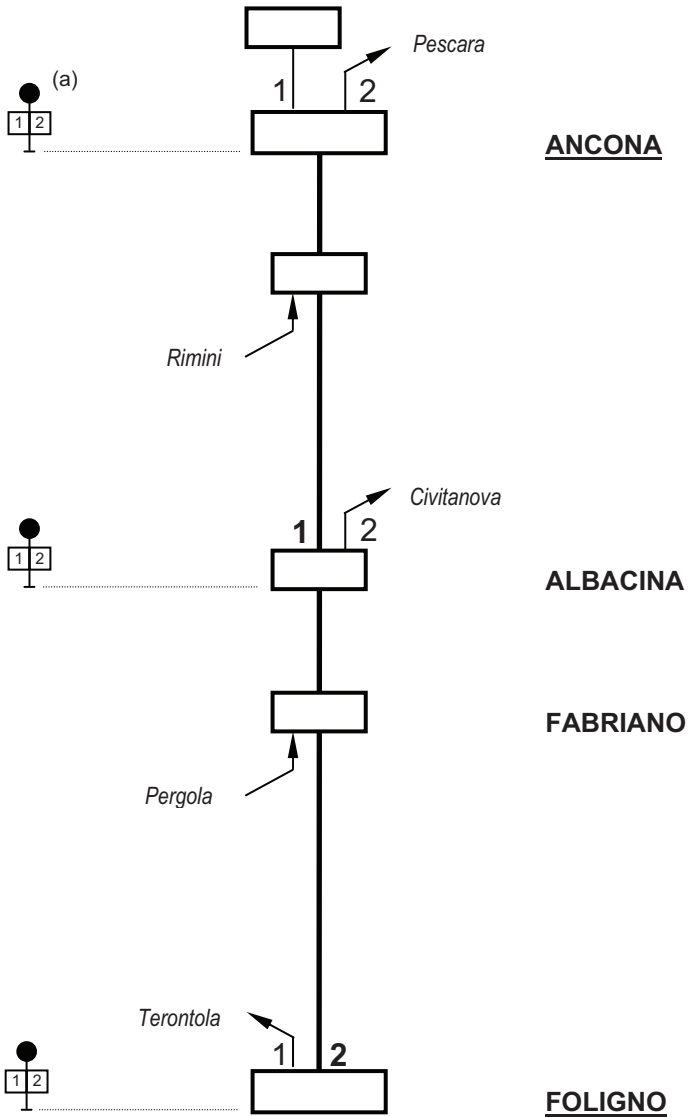 Pescara
(a)
1 2
1 2
ANCONA
Rimini
Civitanova
1 2
1 2
ALBACINA
FABRIANO
Pergola
Terontola
1 2
1 2
FOLIGNO